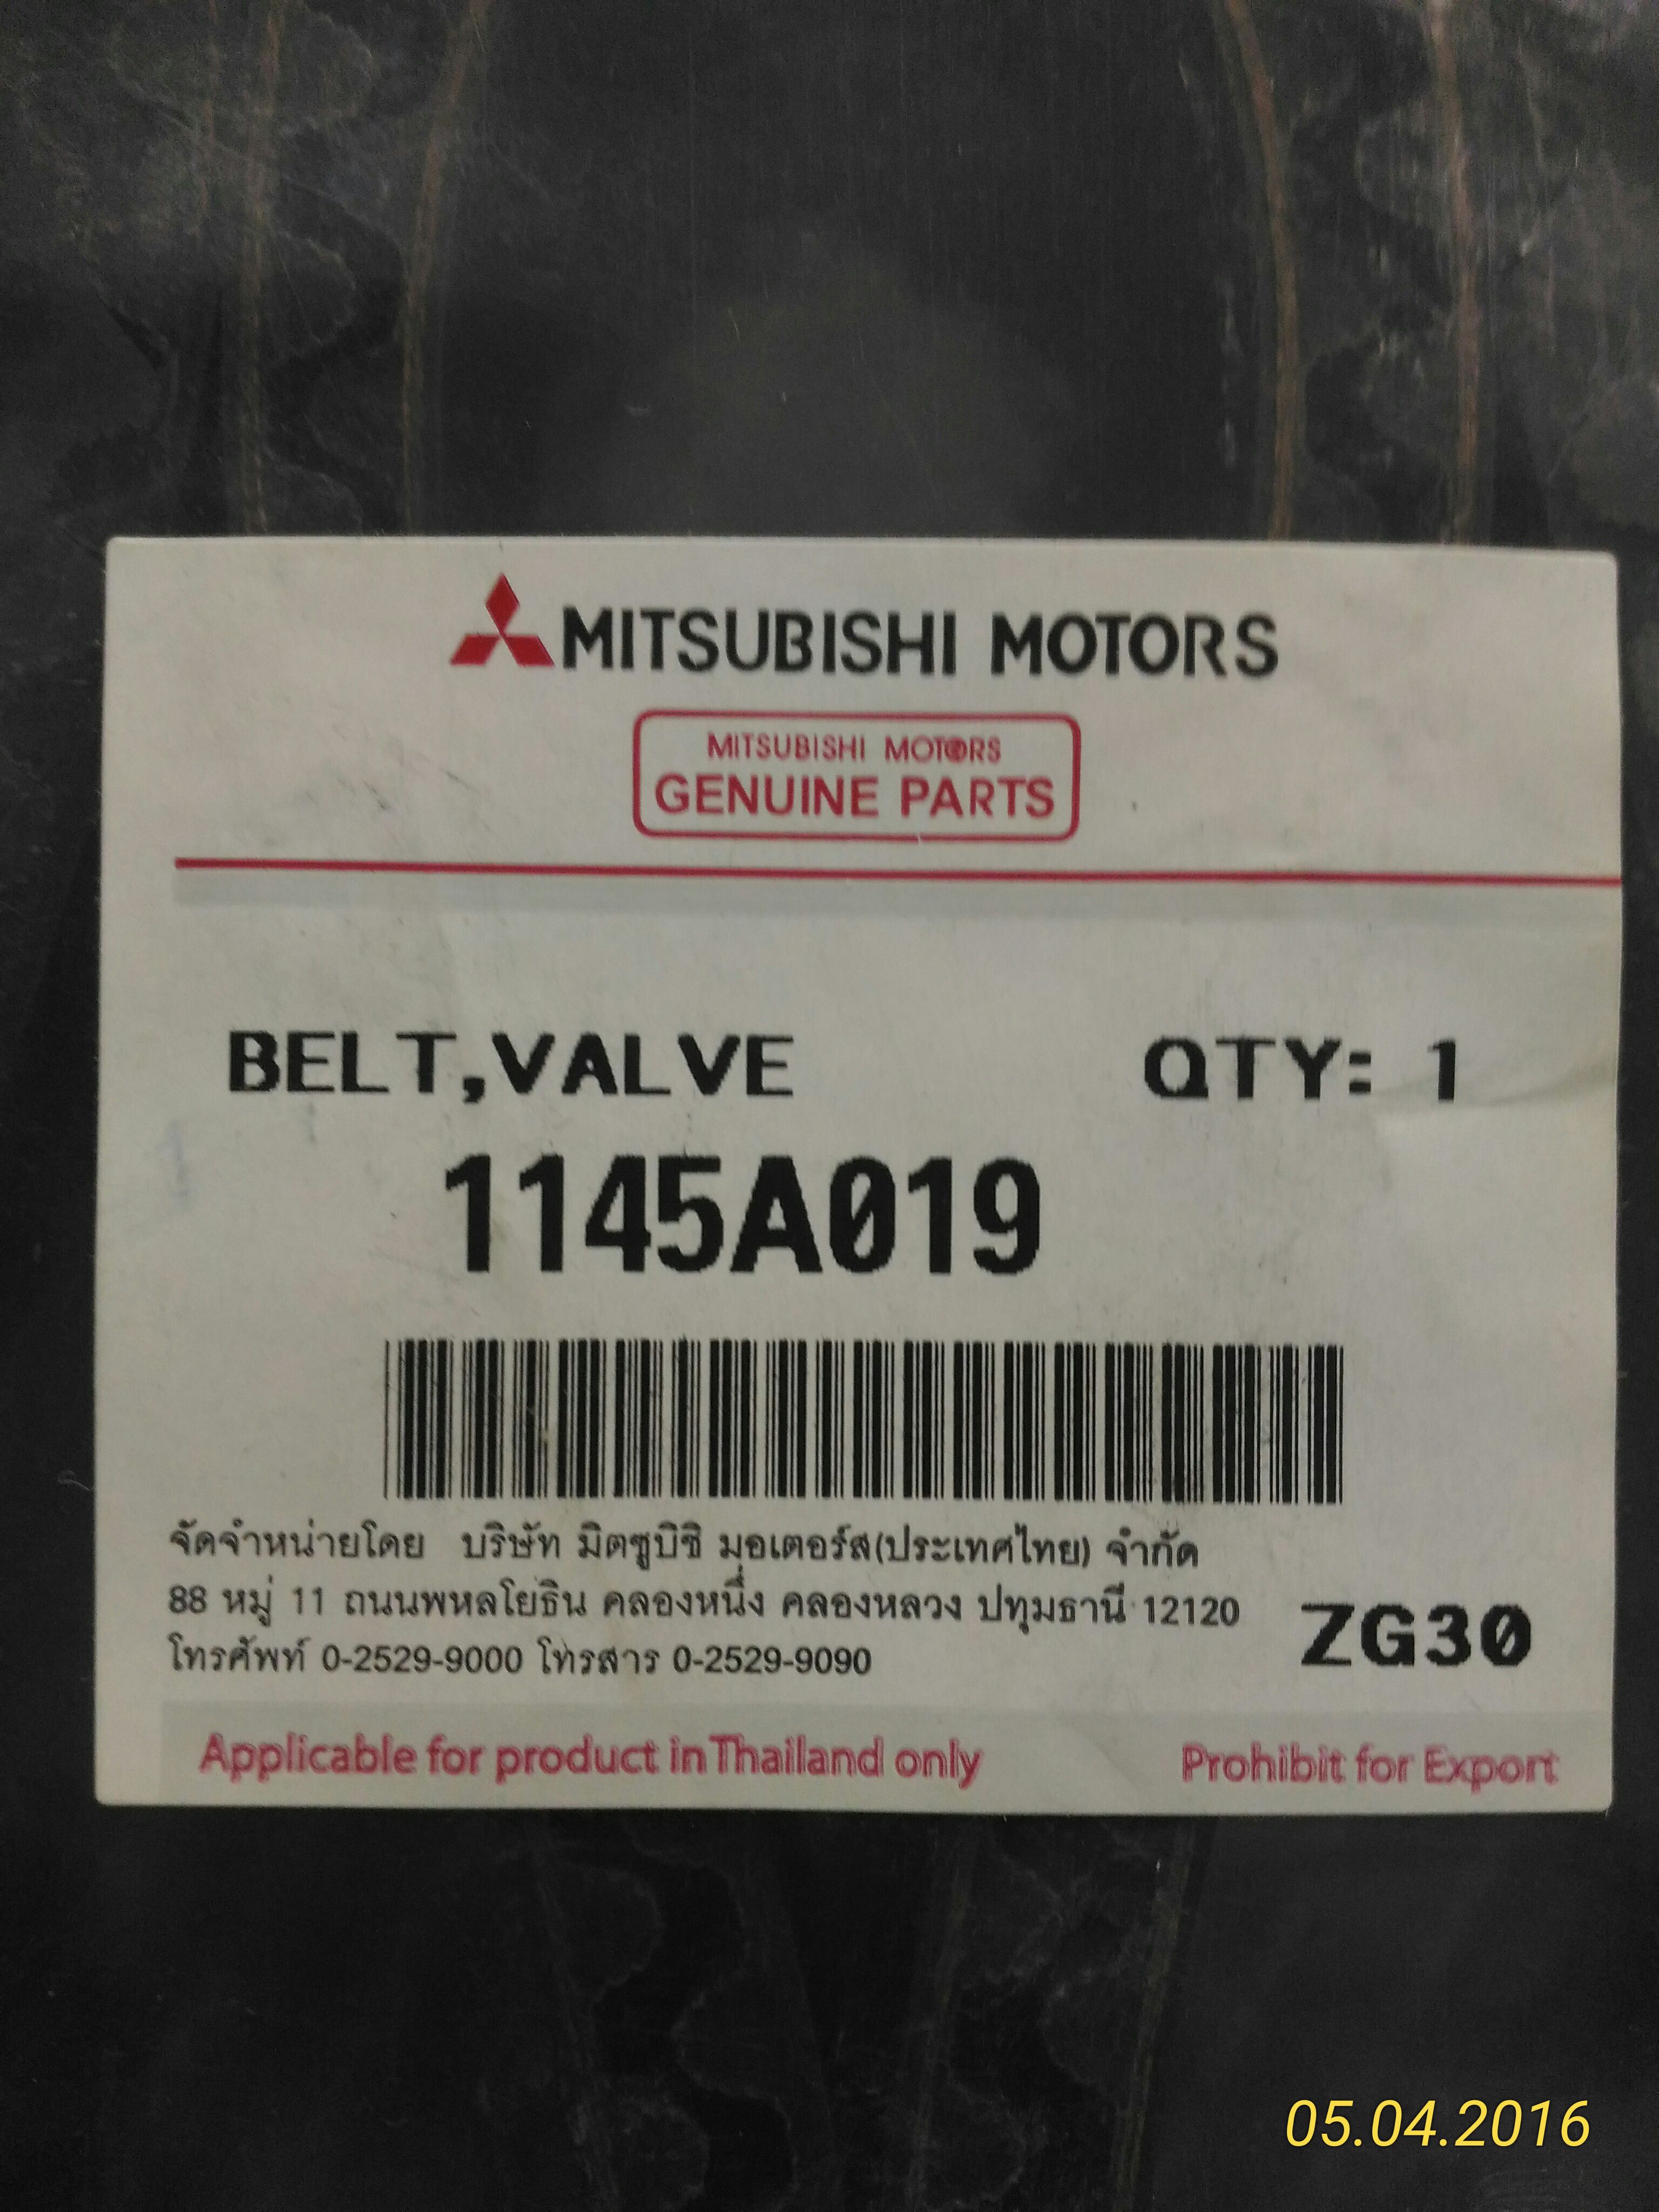 MITSUBISHI MOTORS
MITSUBISHI MOTORS
GENUINE PARTS
BELT,VALVE QTY: 1
1145A019
จัดจำหน่ายโดย บริษัท มิตซูบิชิ มอเตอร์ส(ประเทศไทย) จำกัด
88 หมู่ 11 ถนนพหลโยธิน คลองหนึ่ง คลองหลวง ปทุมธานี 12120
โทรศัพท์ 0-2529-9000 โทรสาร 0-2529-9090
ZG30
Applicable for product in Thailand only Prohibit for Export
05.04.2016